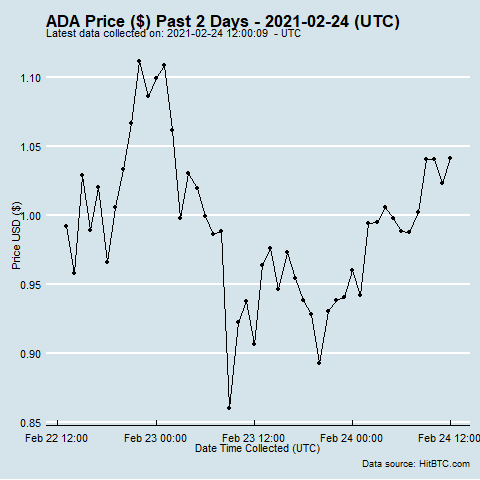 ADA Price ($) Past 2 Days - 2021-02-24 (UTC)
Latest data collected on: 2021-02-24 12:00:09 - UTC
1.10
1.05
1.00
0.95
0.90
0.85
Price USD ($)
Feb 22 12:00
Feb 23 00:00
Feb 23 12:00
Feb 24 00:00
Feb 24 12:00
Date Time Collected (UTC)
Data source: HitBTC.com